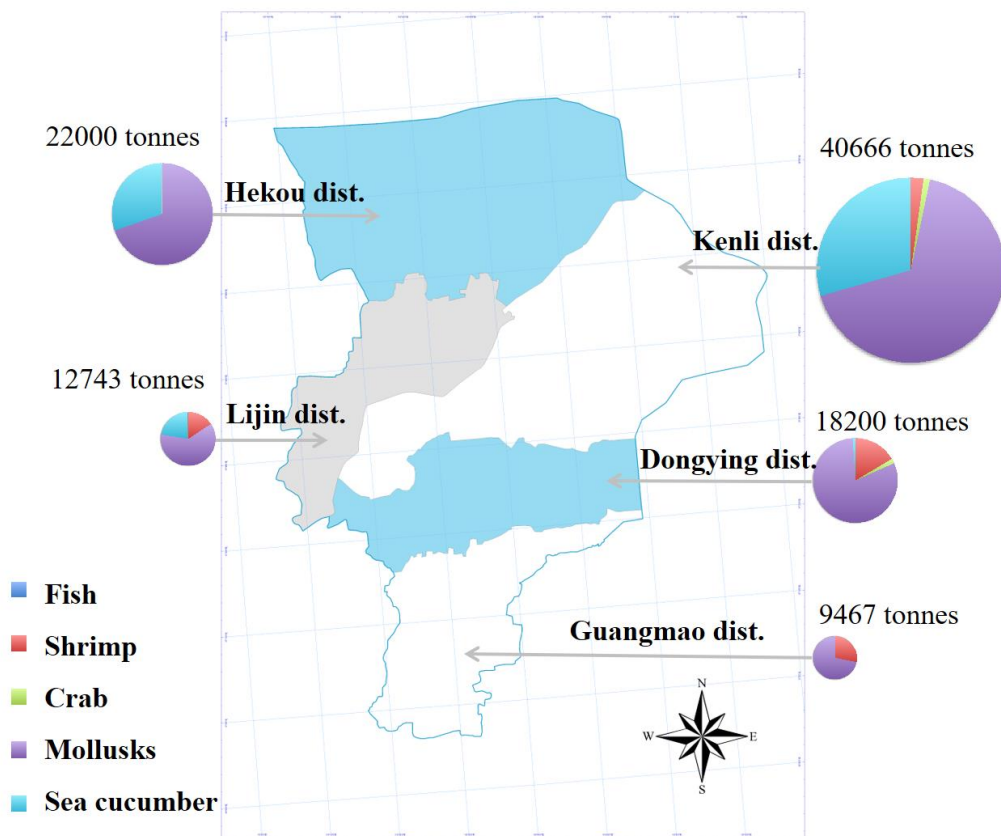 22000 tonnes
Hekou dist.
40666 tonnes
Kenli dist.
12743 tonnes
Lijin dist.
18200 tonnes
Dongying dist.
9467 tonnes
Guangmao dist.
Fish
Shrimp
Crab
Mollusks
Sea cucumber
N
W
E
S